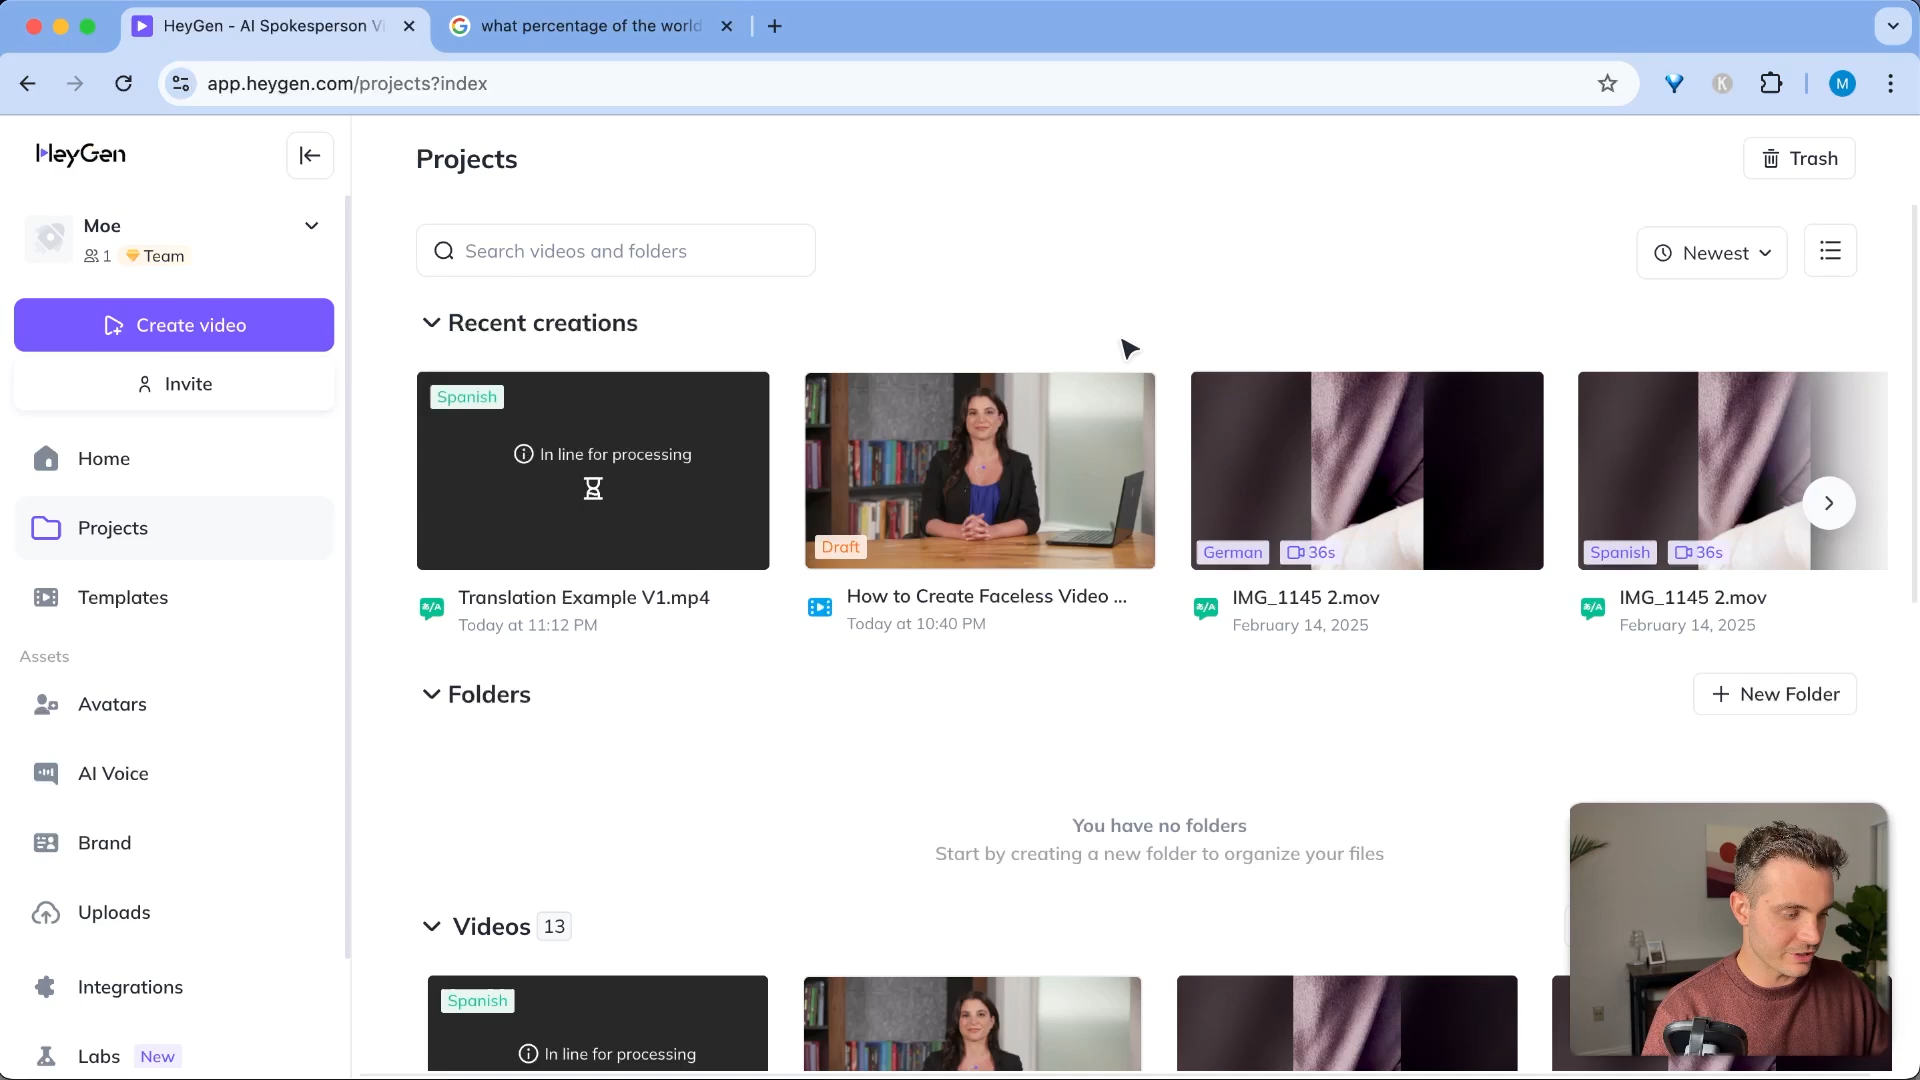 HeyGen - AI Spokesperson Vi
what percentage of the world
app.heygen.com/projects?index
K
M
HeyGen
Moe
1
Team
Create video
Invite
Home
Projects
Templates
Assets
Avatars
AI Voice
Brand
Uploads
Integrations
Labs New
Projects
Trash
Search videos and folders
Newest
Recent creations
Spanish
In line for processing
Translation Example V1.mp4
Today at 11:12 PM
Draft
How to Create Faceless Video ...
Today at 10:40 PM
German
36s
IMG_1145 2.mov
February 14, 2025
Spanish
36s
IMG_1145 2.mov
February 14, 2025
Folders
New Folder
You have no folders
Start by creating a new folder to organize your files
Videos 13
Spanish
In line for processing